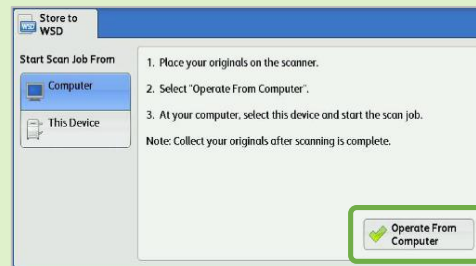 Store to
WSD
Start Scan Job From
Computer
This Device
1. Place your originals on the scanner.
2. Select "Operate From Computer".
3. At your computer, select this device and start the scan job.
Note: Collect your originals after scanning is complete.
Operate From
Computer